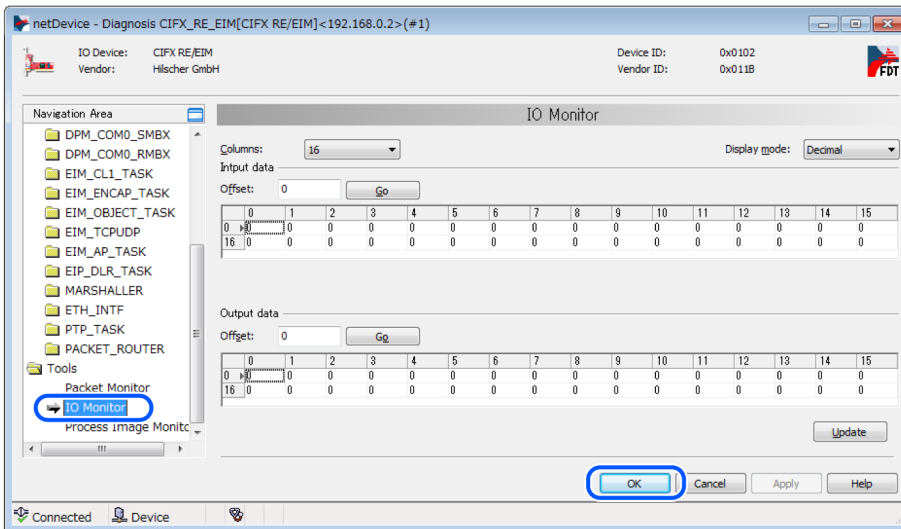 netDevice - Diagnosis CIFX_RE_EIM[CIFX RE/EIM]<192.168.0.2>(#1)
IO Device: CIFX RE/EIM Device ID: 0x0102
Vendor: Hilscher GmbH Vendor ID: 0x011B
FDT
Navigation Area
DPM_COM0_SMBX
DPM_COM0_RMBX
EIM_CL1_TASK
EIM_ENCAP_TASK
EIM_OBJECT_TASK
EIM_TCPUDP
EIM_AP_TASK
EIP_DLR_TASK
MARSHALLER
ETH_INTF
PTP_TASK
PACKET_ROUTER
Tools
Packet Monitor
IO Monitor
Process Image Monitc
IO Monitor
Columns: 16 Display mode: Decimal
Intput data
Offset: 0 Go
0 1 2 3 4 5 6 7 8 9 10 11 12 13 14 15
0 0 0 0 0 0 0 0 0 0 0 0 0 0 0 0 0
16 0 0 0 0 0 0 0 0 0 0 0 0 0 0 0 0
Output data
Offset: 0 Go
0 1 2 3 4 5 6 7 8 9 10 11 12 13 14 15
0 0 0 0 0 0 0 0 0 0 0 0 0 0 0 0 0
16 0 0 0 0 0 0 0 0 0 0 0 0 0 0 0 0
Update
OK Cancel Apply Help
Connected Device